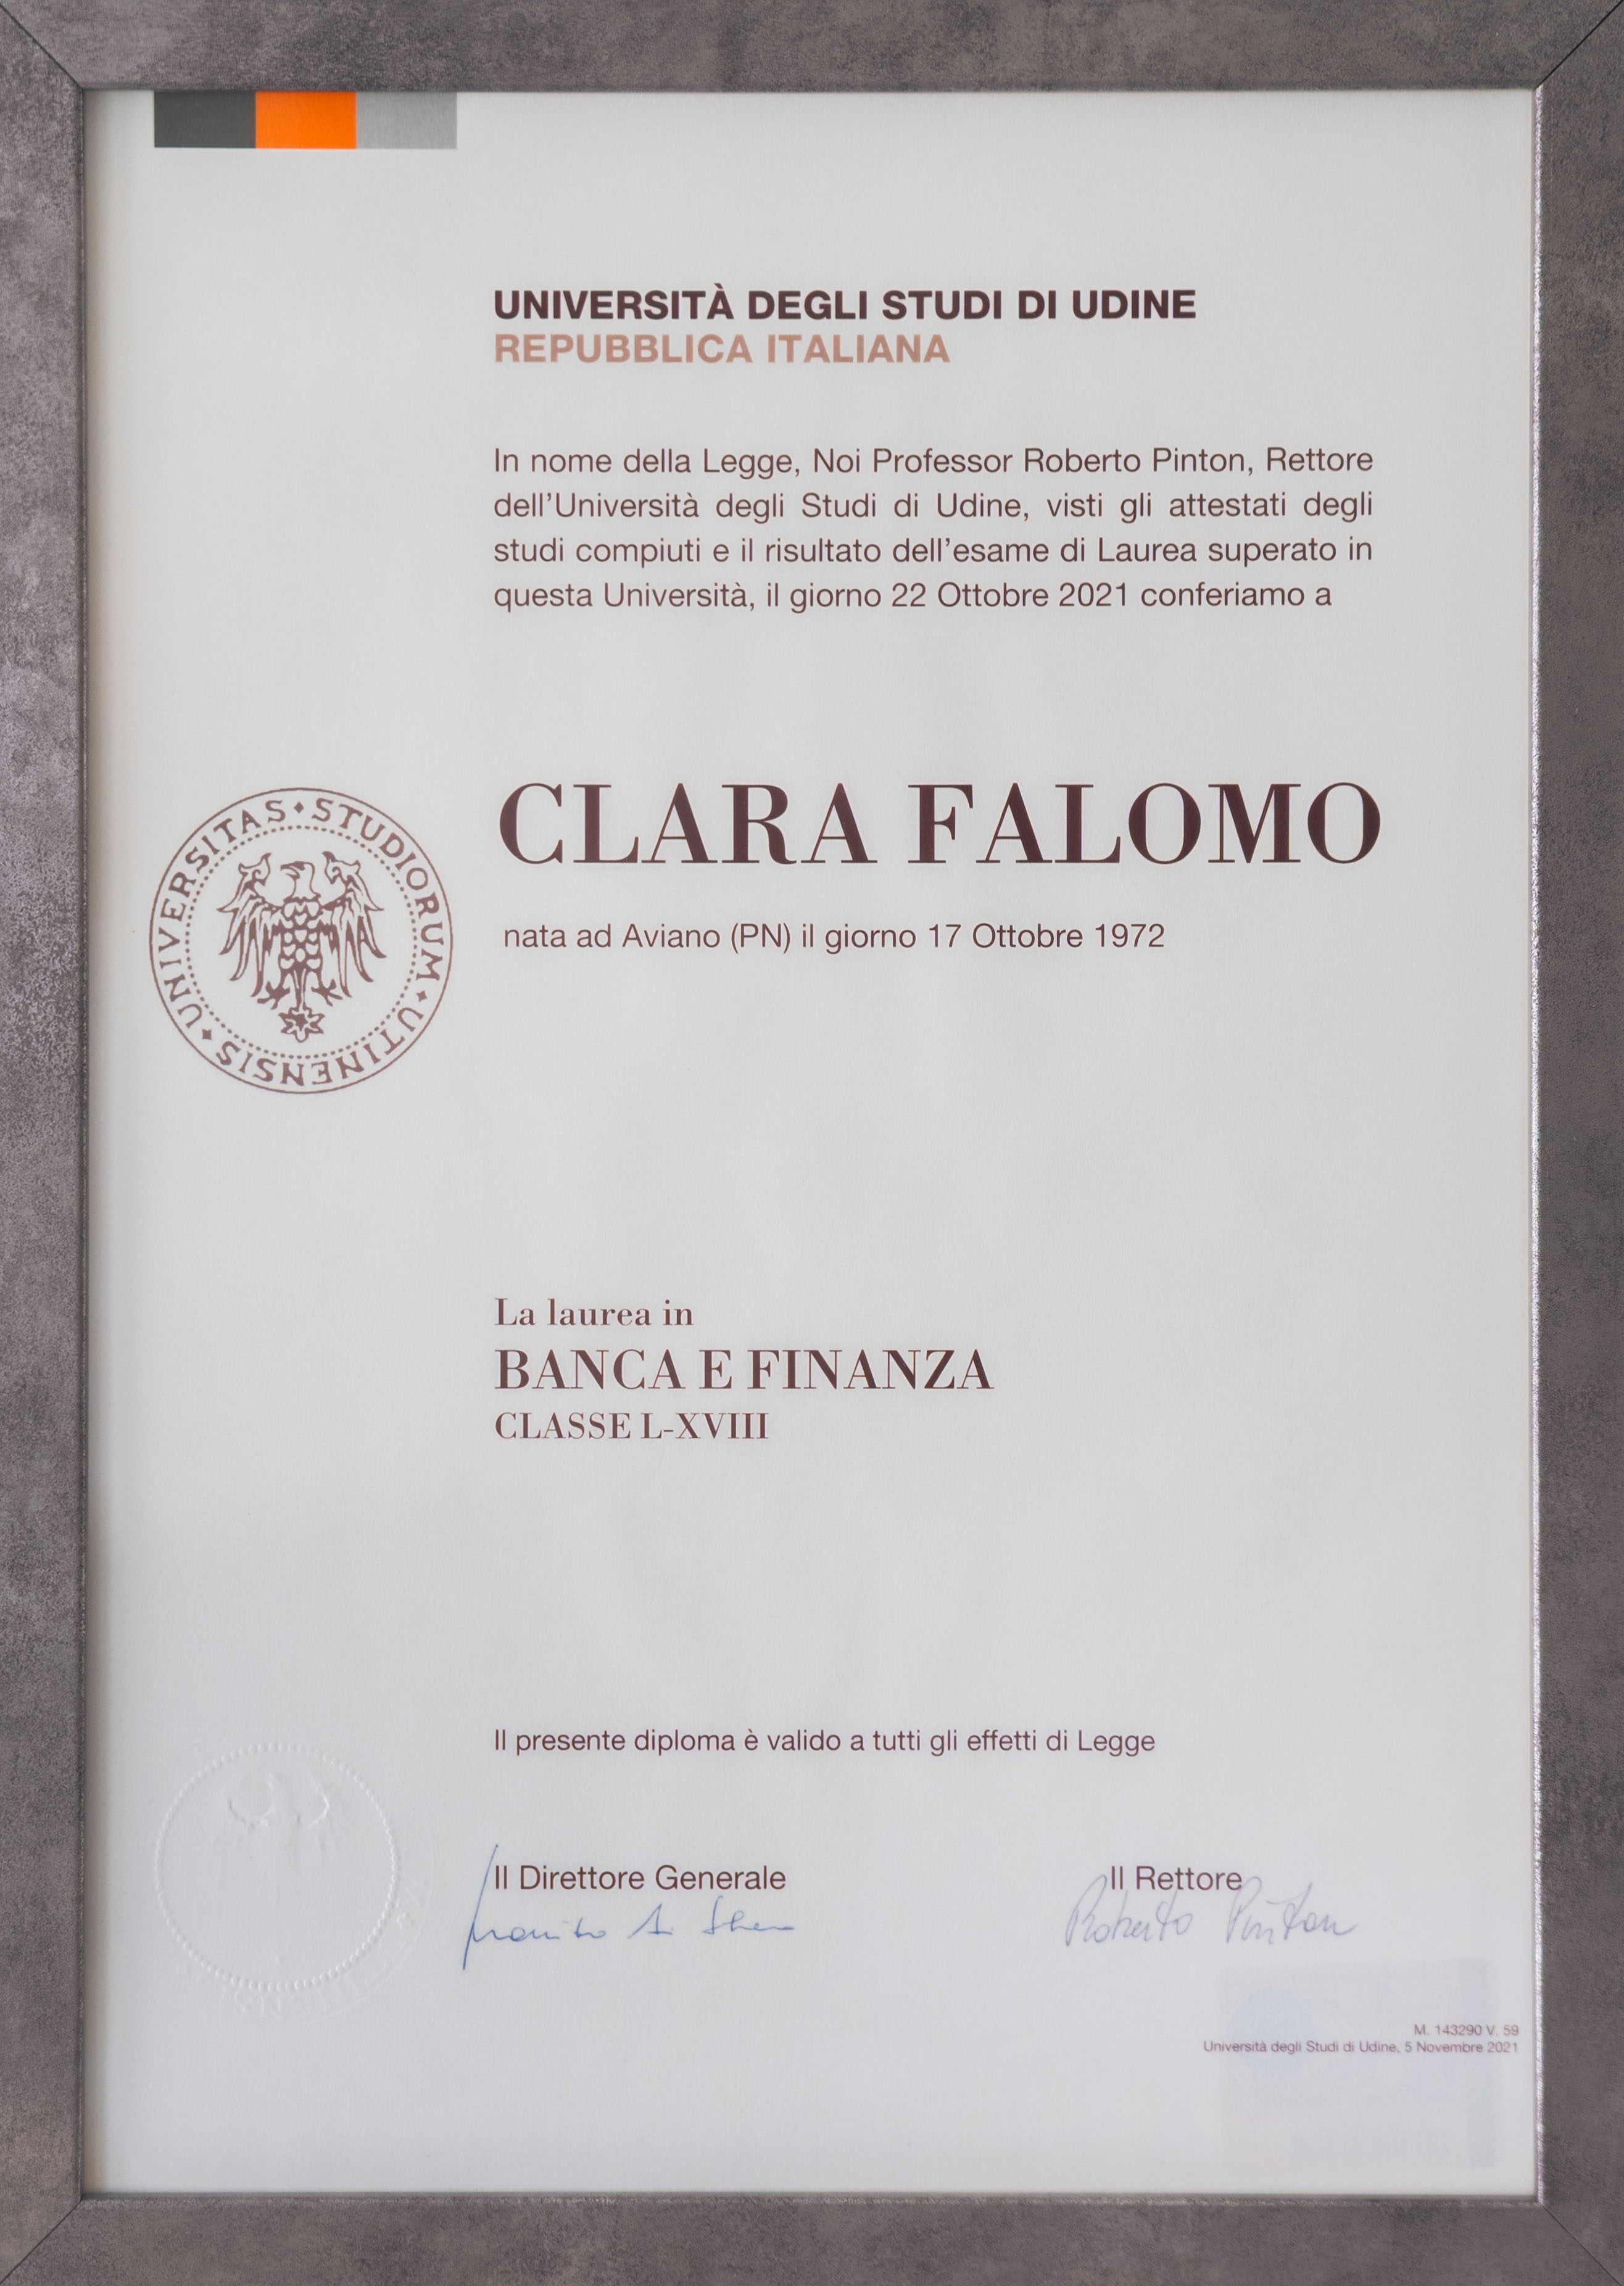 UNIVERSITÀ DEGLI STUDI DI UDINE
REPUBBLICA ITALIANA
In nome della Legge, Noi Professor Roberto Pinton, Rettore
dell'Università degli Studi di Udine, visti gli attestati degli
studi compiuti e il risultato dell'esame di Laurea superato in
questa Università, il giorno 22 Ottobre 2021 conferiamo a
CLARA FALOMO
nata ad Aviano (PN) il giorno 17 Ottobre 1972
UNIVERSITAS • STUDIORUM • UTINENSIS •
La laurea in
BANCA E FINANZA
CLASSE L-XVIII
Il presente diploma è valido a tutti gli effetti di Legge
Il Direttore Generale
Il Rettore
Roberto Pinton
M. 143290 V. 59
Università degli Studi di Udine, 5 Novembre 2021